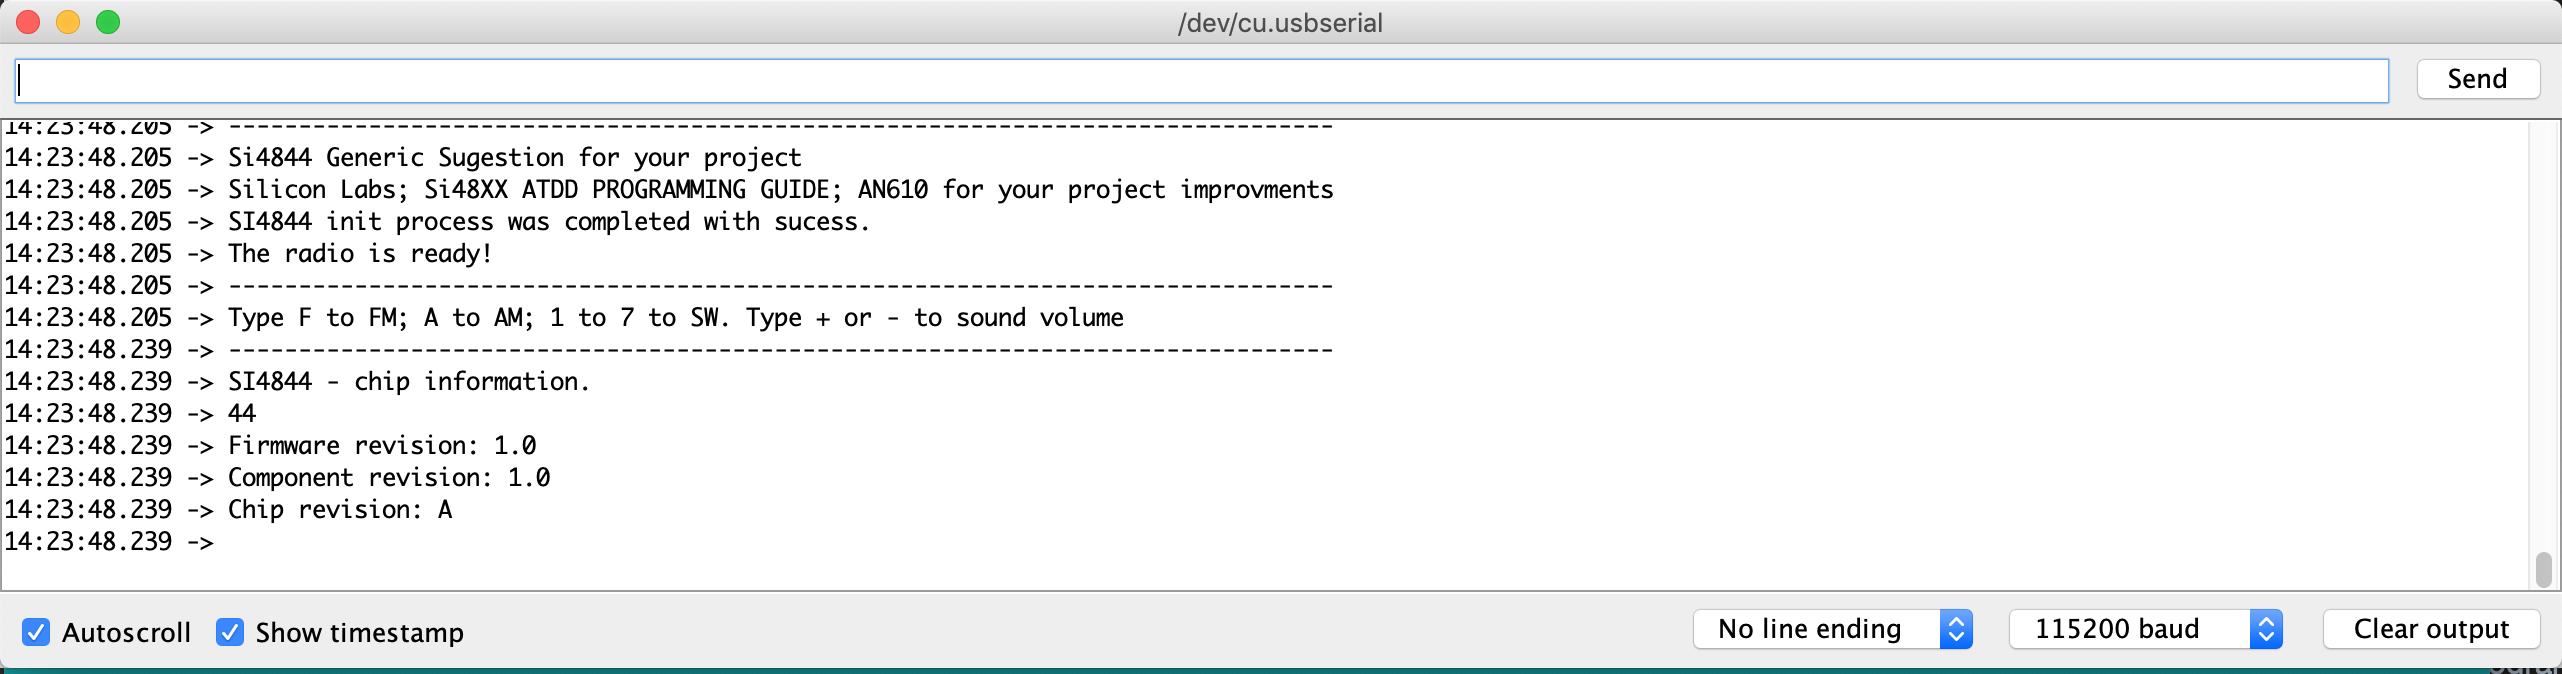 /dev/cu.usbserial
Send
14:23:48.205 -> -------------------------------------------------------------------------------
14:23:48.205 -> Si4844 Generic Sugestion for your project
14:23:48.205 -> Silicon Labs; Si48XX ATDD PROGRAMMING GUIDE; AN610 for your project improvments
14:23:48.205 -> SI4844 init process was completed with sucess.
14:23:48.205 -> The radio is ready!
14:23:48.205 -> -------------------------------------------------------------------------------
14:23:48.205 -> Type F to FM; A to AM; 1 to 7 to SW. Type + or - to sound volume
14:23:48.239 -> -------------------------------------------------------------------------------
14:23:48.239 -> SI4844 - chip information.
14:23:48.239 -> 44
14:23:48.239 -> Firmware revision: 1.0
14:23:48.239 -> Component revision: 1.0
14:23:48.239 -> Chip revision: A
14:23:48.239 ->
Autoscroll Show timestamp No line ending 115200 baud Clear output